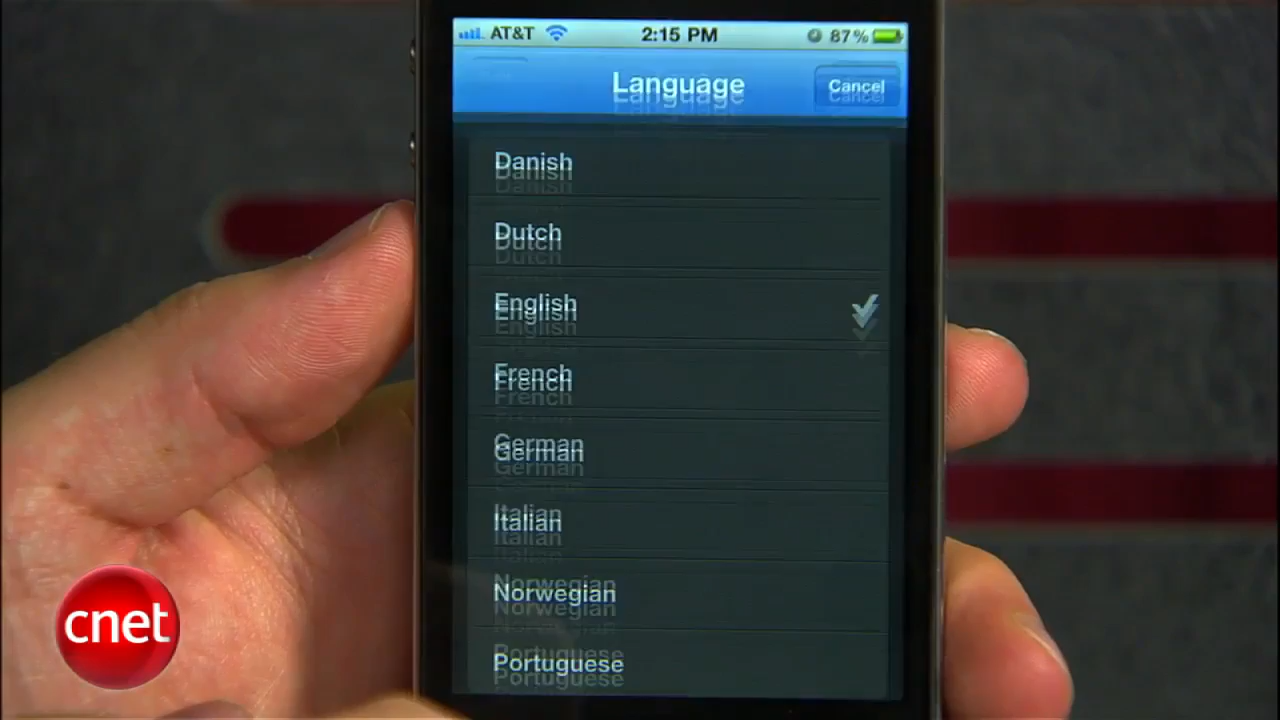 AT&T 2:15 PM 87%
Language Cancel
Danish
Dutch
English
French
German
Italian
Norwegian
Portuguese
cnet